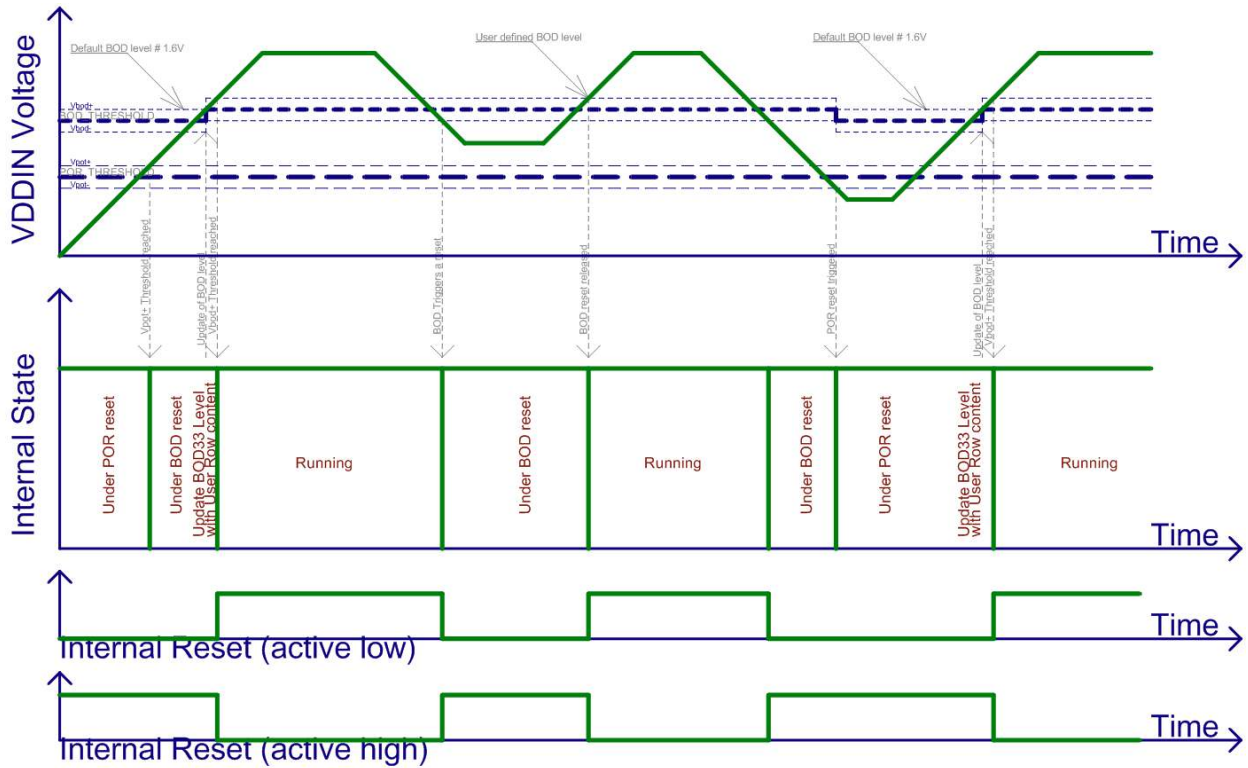 VDDIN Voltage
Default BOD level # 1.6V
User defined BOD level
Default BOD level # 1.6V
Vbod+
BOD_THRESHOLD
Vbod-
Vpot+
POR_THRESHOLD
Vpot-
Time
Vpot+ Threshold reached
Update of BOD level
Vbod+ Threshold reached
BOD Triggers a reset
BOD reset released
POR reset triggered
Update of BOD level
Vbod+ Threshold reached
Internal State
Under POR reset
Under BOD reset
Update BOD33 Level
with User Row content
Running
Under BOD reset
Running
Under BOD reset
Under POR reset
Update BOD33 Level
with User Row content
Running
Time
Internal Reset (active low)
Time
Internal Reset (active high)
Time